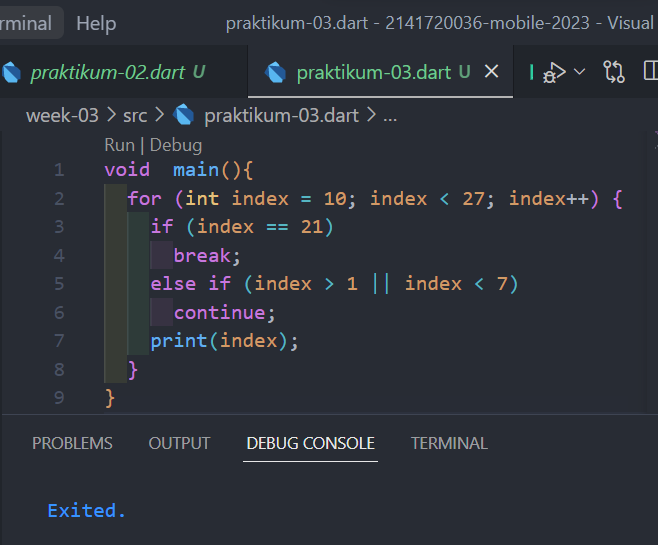 rminal Help praktikum-03.dart - 2141720036-mobile-2023 - Visual
praktikum-02.dart U praktikum-03.dart U
week-03 > src > praktikum-03.dart > ...
Run | Debug
1 void  main(){
2 for (int index = 10; index < 27; index++) {
3 if (index == 21)
4 break;
5 else if (index > 1 || index < 7)
6 continue;
7 print(index);
8 }
9 }
PROBLEMS OUTPUT DEBUG CONSOLE TERMINAL
Exited.